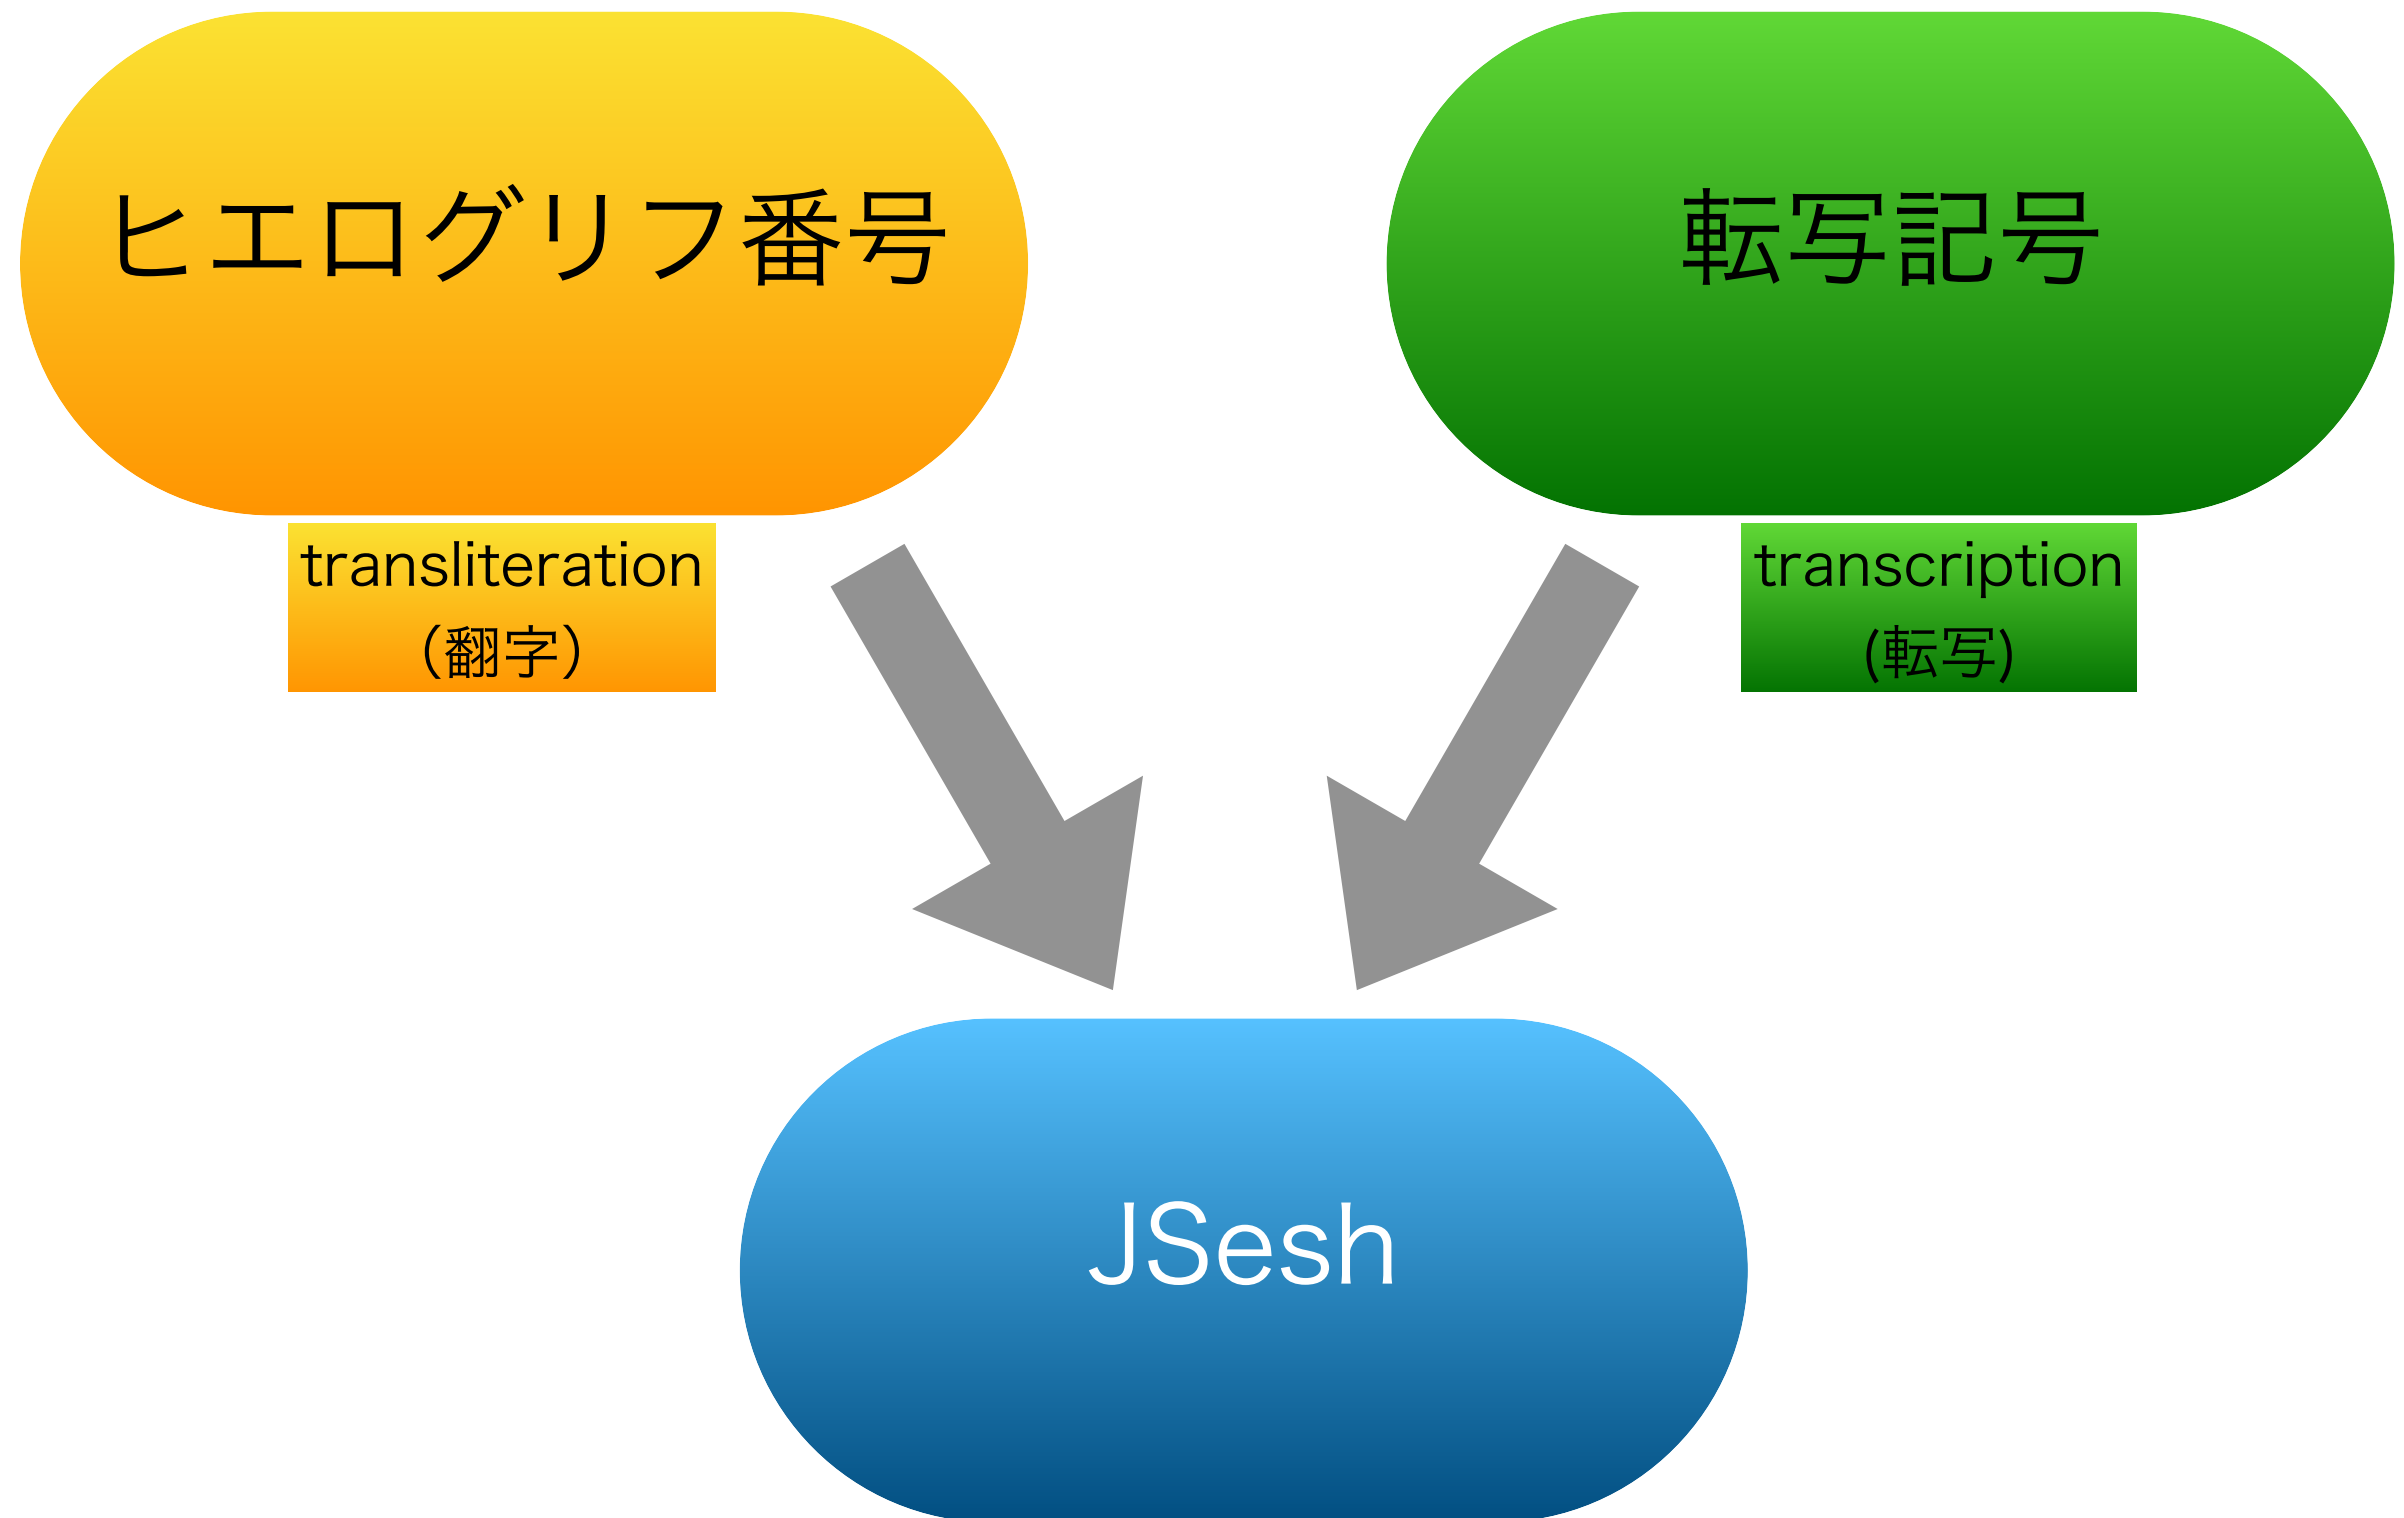 ヒエログリフ番号
転写記号
transliteration
（翻字）
transcription
(転写)
JSesh